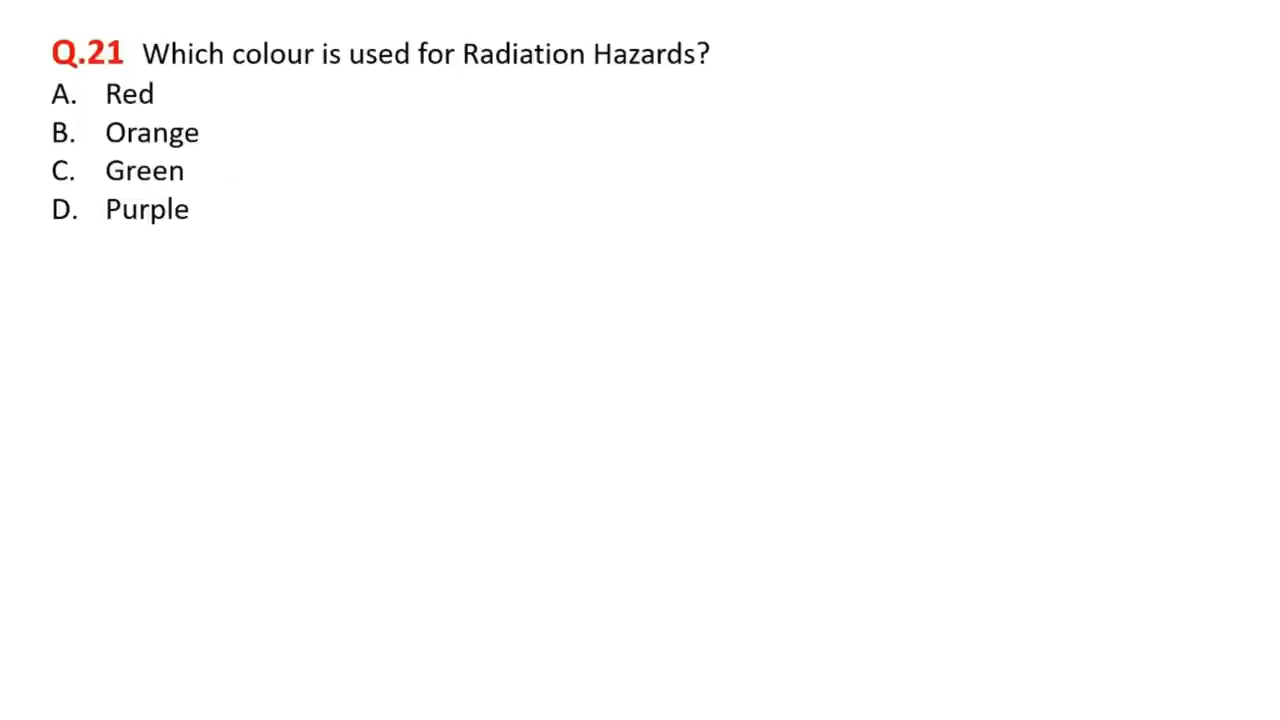 Q.21 Which colour is used for Radiation Hazards?
A. Red
B. Orange
C. Green
D. Purple